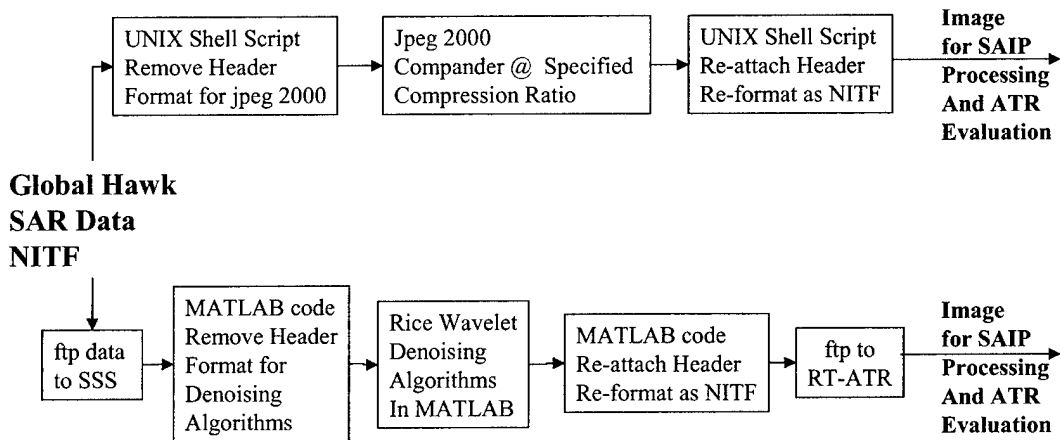 UNIX Shell Script
Remove Header
Format for jpeg 2000
Jpeg 2000
Compander @ Specified
Compression Ratio
UNIX Shell Script
Re-attach Header
Re-format as NITF
Image
for SAIP
Processing
And ATR
Evaluation
Global Hawk
SAR Data
NITF
ftp data
to SSS
MATLAB code
Remove Header
Format for
Denoising
Algorithms
Rice Wavelet
Denoising
Algorithms
In MATLAB
MATLAB code
Re-attach Header
Re-format as NITF
ftp to
RT-ATR
Image
for SAIP
Processing
And ATR
Evaluation